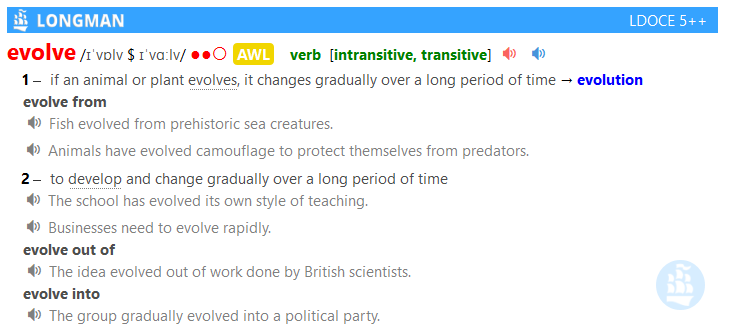 LONGMAN LDOCE 5++
evolve /ɪˈvɒlv $ ɪˈvɑːlv/ ●●○ AWL verb [intransitive, transitive]
1 – if an animal or plant evolves, it changes gradually over a long period of time → evolution
evolve from
Fish evolved from prehistoric sea creatures.
Animals have evolved camouflage to protect themselves from predators.
2 – to develop and change gradually over a long period of time
The school has evolved its own style of teaching.
Businesses need to evolve rapidly.
evolve out of
The idea evolved out of work done by British scientists.
evolve into
The group gradually evolved into a political party.